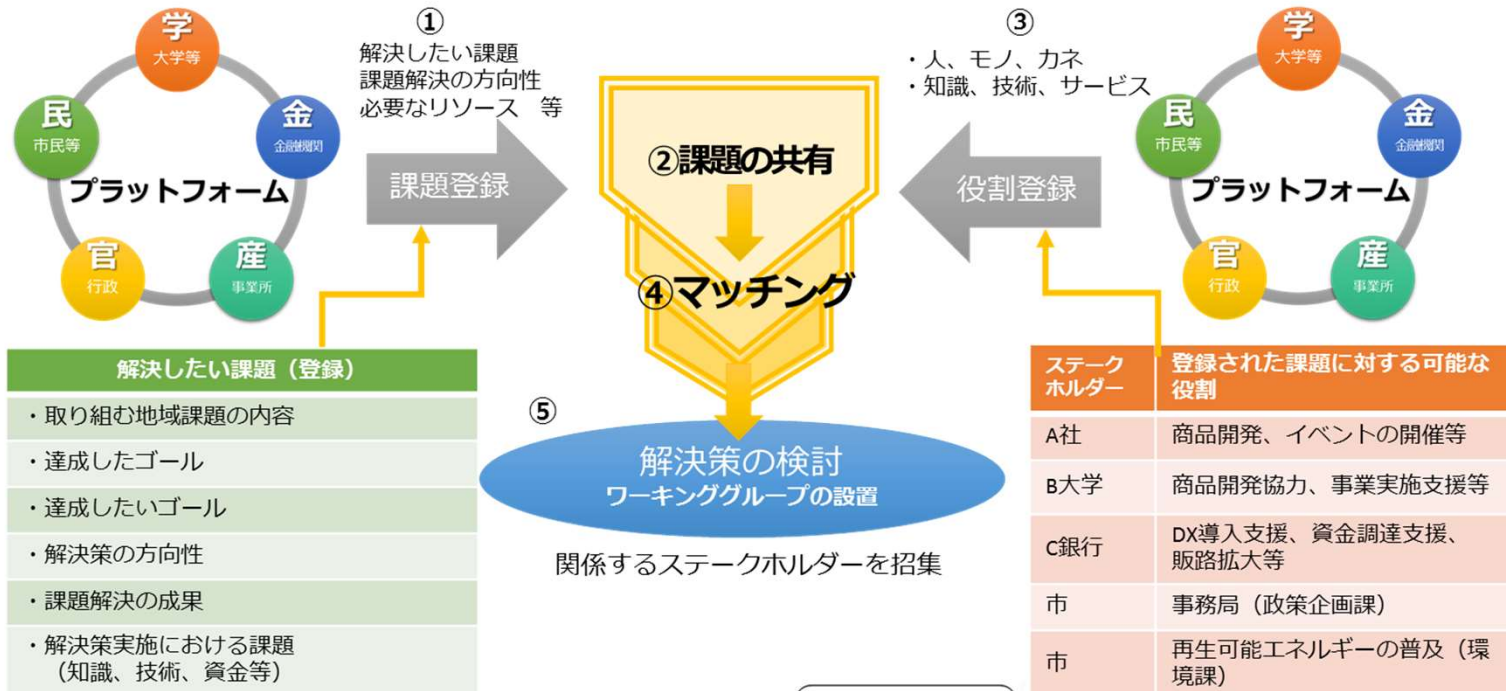 学
大学等
民
市民等
金
金融機関
プラットフォーム
官
行政
産
事業所
①
解決したい課題
課題解決の方向性
必要なリソース　等
課題登録
②課題の共有
④マッチング
③
・人、モノ、カネ
・知識、技術、サービス
役割登録
学
大学等
民
市民等
金
金融機関
プラットフォーム
官
行政
産
事業所
解決したい課題（登録）
・取り組む地域課題の内容
・達成したゴール
・達成したいゴール
・解決策の方向性
・課題解決の成果
・解決策実施における課題
（知識、技術、資金等）
⑤
解決策の検討
ワーキンググループの設置
関係するステークホルダーを招集
ステーク
ホルダー
登録された課題に対する可能な
役割
A社
商品開発、イベントの開催等
B大学
商品開発協力、事業実施支援等
C銀行
DX導入支援、資金調達支援、
販路拡大等
市
事務局（政策企画課）
市
再生可能エネルギーの普及（環
境課）